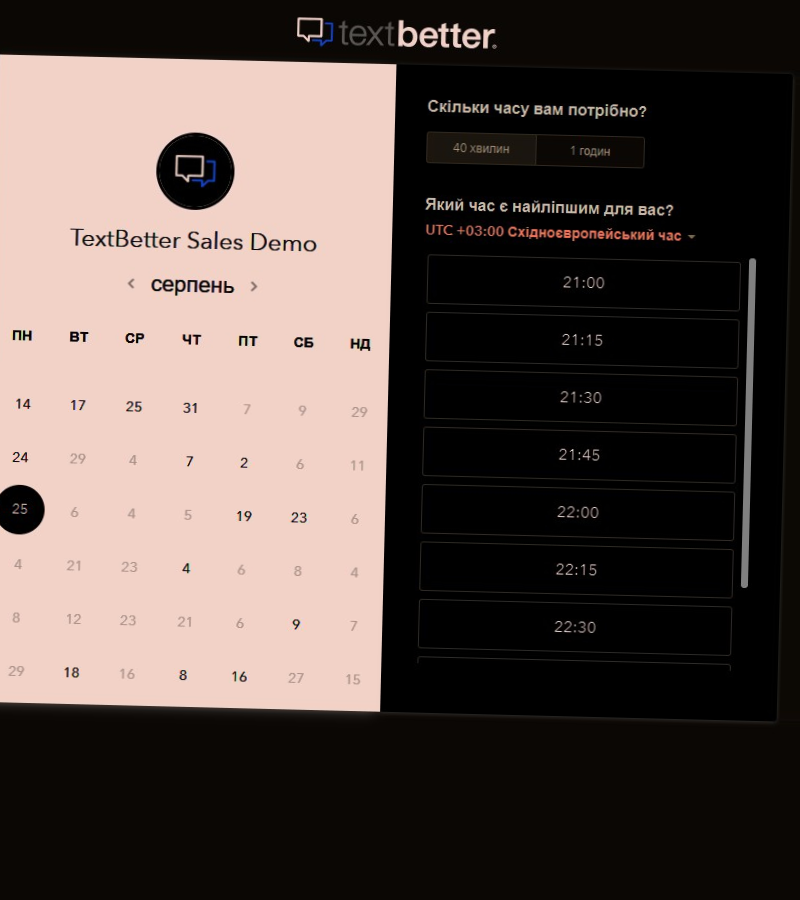 textbetter.
TextBetter Sales Demo
серпень
ПН ВТ СР ЧТ ПТ СБ НД
14 17 25 31 7 9 29
24 29 4 7 2 6 11
25 6 4 5 19 23 6
4 21 23 4 6 8 4
8 12 23 21 6 9 7
29 18 16 8 16 27 15
Скільки часу вам потрібно?
40 хвилин 1 годин
Який час є найліпшим для вас?
UTC +03:00 Східноєвропейський час
21:00
21:15
21:30
21:45
22:00
22:15
22:30